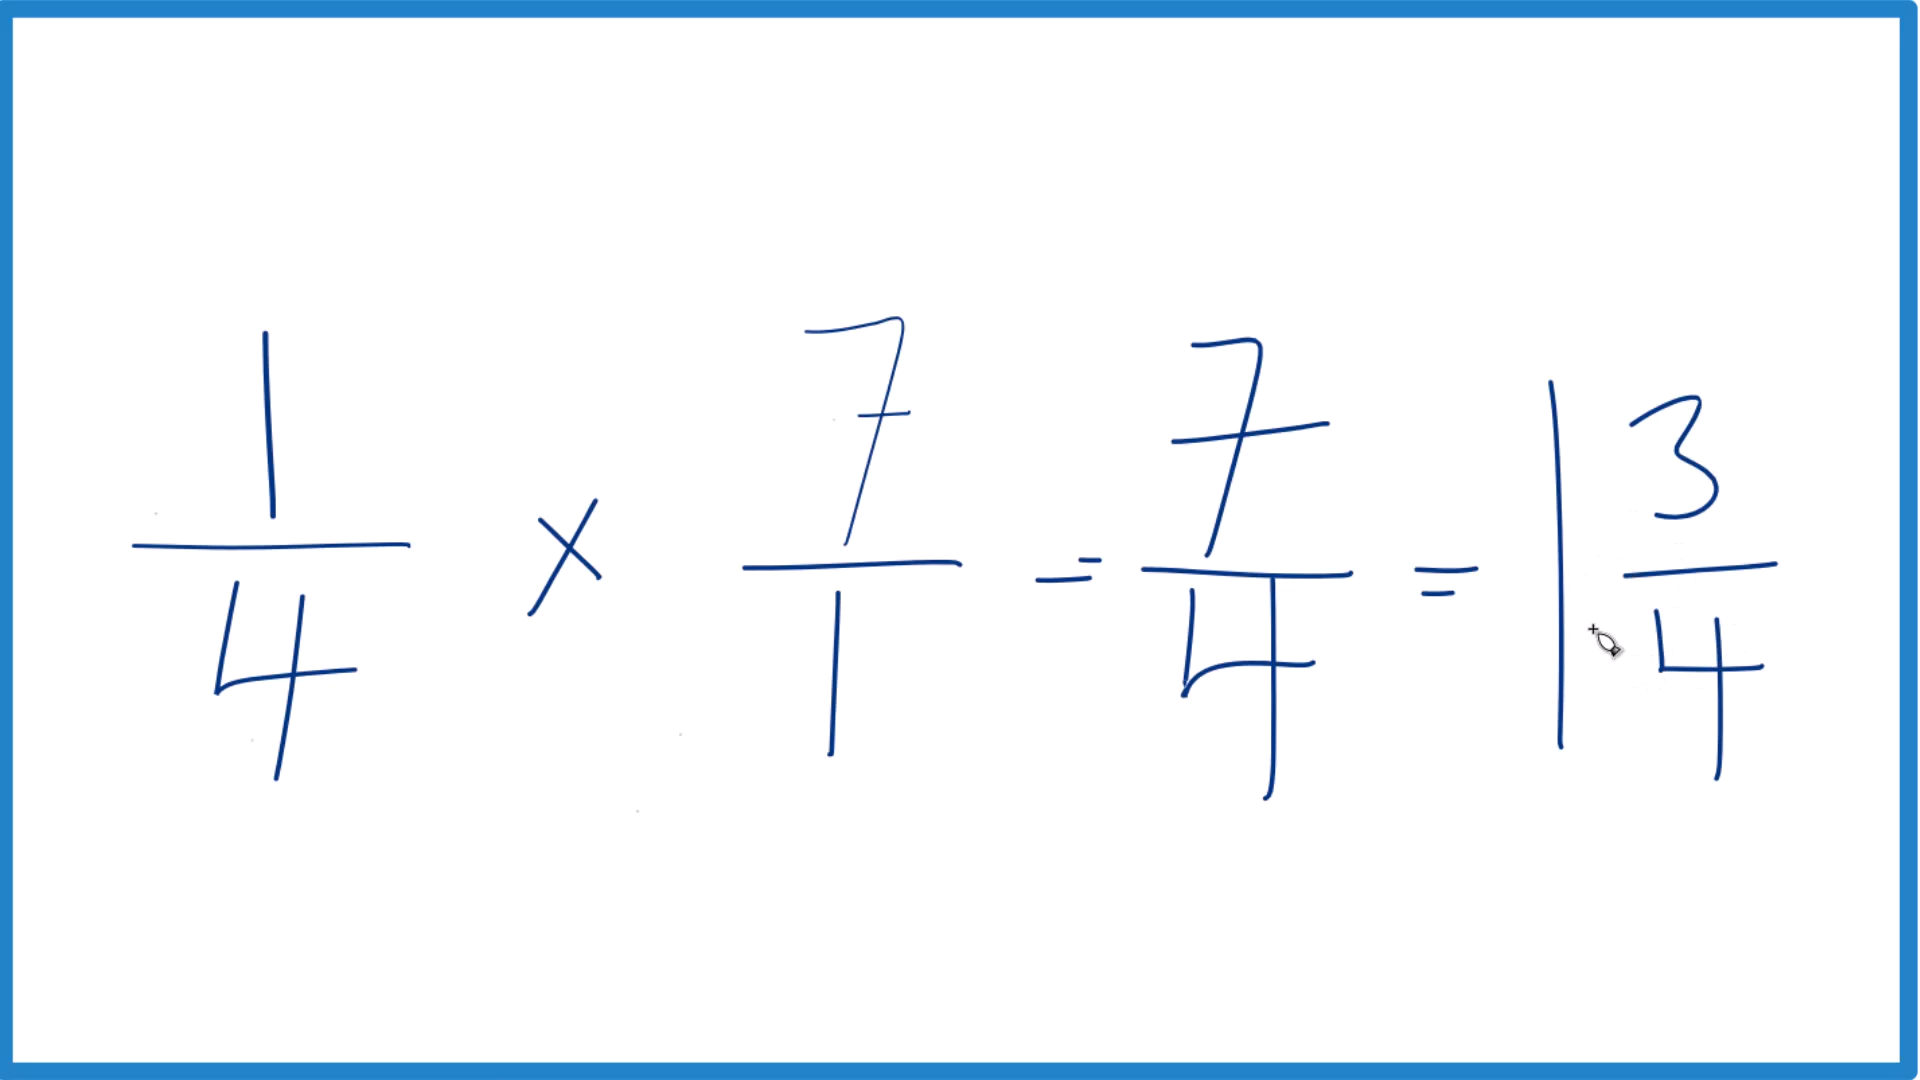 1/4 × 7/1 = 7/4 = 1 3/4